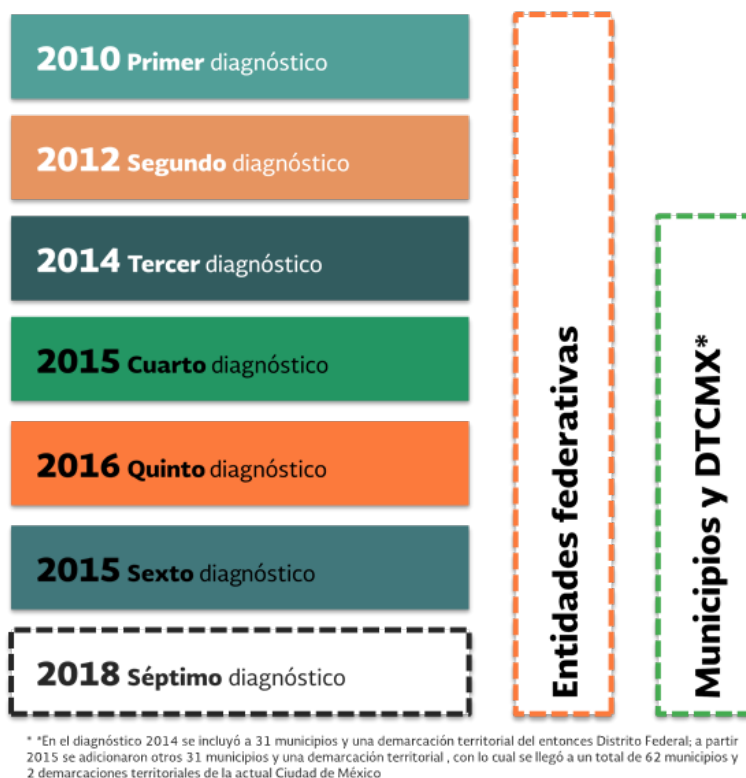 2010 Primer diagnóstico
2012 Segundo diagnóstico
2014 Tercer diagnóstico
2015 Cuarto diagnóstico
2016 Quinto diagnóstico
2015 Sexto diagnóstico
2018 Séptimo diagnóstico
Entidades federativas
Municipios y DTCMX*
* *En el diagnóstico 2014 se incluyó a 31 municipios y una demarcación territorial del entonces Distrito Federal; a partir
2015 se adicionaron otros 31 municipios y una demarcación territorial , con lo cual se llegó a un total de 62 municipios y
2 demarcaciones territoriales de la actual Ciudad de México